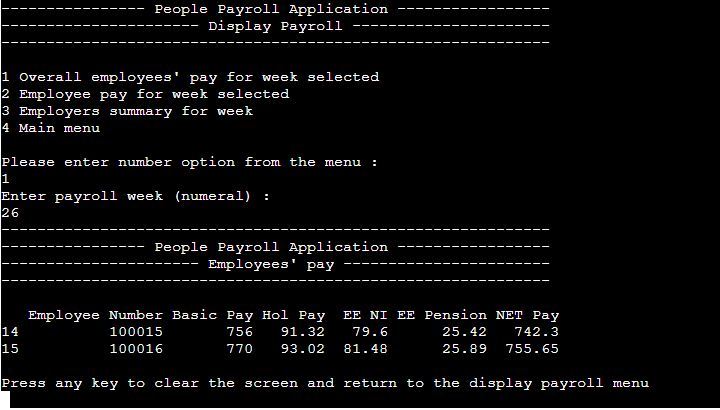 ---------------- People Payroll Application -----------------
---------------------- Display Payroll ----------------------
-------------------------------------------------------------
1 Overall employees' pay for week selected
2 Employee pay for week selected
3 Employers summary for week
4 Main menu
Please enter number option from the menu :
1
Enter payroll week (numeral) :
26
-------------------------------------------------------------
---------------- People Payroll Application -----------------
---------------------- Employees' pay -----------------------
-------------------------------------------------------------
   Employee Number Basic Pay Hol Pay  EE NI EE Pension NET Pay
14          100015       756   91.32   79.6      25.42   742.3
15          100016       770   93.02  81.48      25.89  755.65
Press any key to clear the screen and return to the display payroll menu